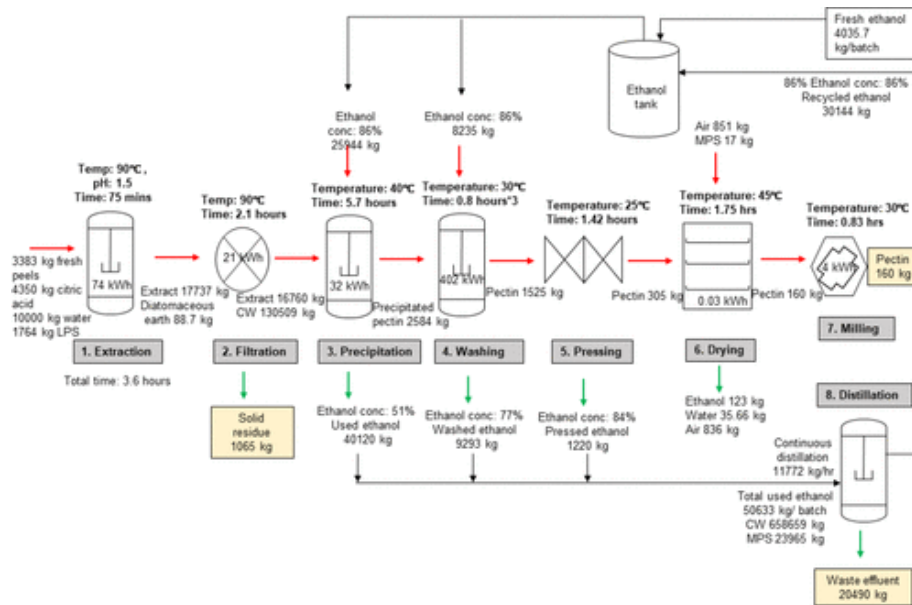 Fresh ethanol
4035.7
kg/batch
Ethanol
tank
86% Ethanol conc: 86%
Recycled ethanol
30144 kg
Ethanol
conc: 86%
25944 kg
Ethanol conc: 86%
8235 kg
Air 851 kg
MPS 17 kg
Temp: 90℃,
pH: 1.5
Time: 75 mins
Temp: 90℃
Time: 2.1 hours
Temperature: 40℃
Time: 5.7 hours
Temperature: 30℃
Time: 0.8 hours*3
Temperature: 25℃
Time: 1.42 hours
Temperature: 45℃
Time: 1.75 hrs
Temperature: 30℃
Time: 0.83 hrs
3383 kg fresh
peels
4350 kg citric
acid
10000 kg water
1764 kg LPS
74 kWh
Extract 17737 kg
Diatomaceous
earth 88.7 kg
21 kWh
Extract 16760 kg
CW 130509 kg
32 kWh
Precipitated
pectin 2584 kg
402 kWh
Pectin 1525 kg
Pectin 305 kg
0.03 kWh
Pectin 160 kg
4 kWh
Pectin
160 kg
1. Extraction
2. Filtration
3. Precipitation
4. Washing
5. Pressing
6. Drying
7. Milling
Total time: 3.6 hours
Solid
residue
1065 kg
Ethanol conc: 51%
Used ethanol
40120 kg
Ethanol conc: 77%
Washed ethanol
9293 kg
Ethanol conc: 84%
Pressed ethanol
1220 kg
Ethanol 123 kg
Water 35.66 kg
Air 836 kg
8. Distillation
Continuous
distillation
11772 kg/hr
Total used ethanol
50633 kg/ batch
CW 658659 kg
MPS 23965 kg
Waste effluent
20490 kg